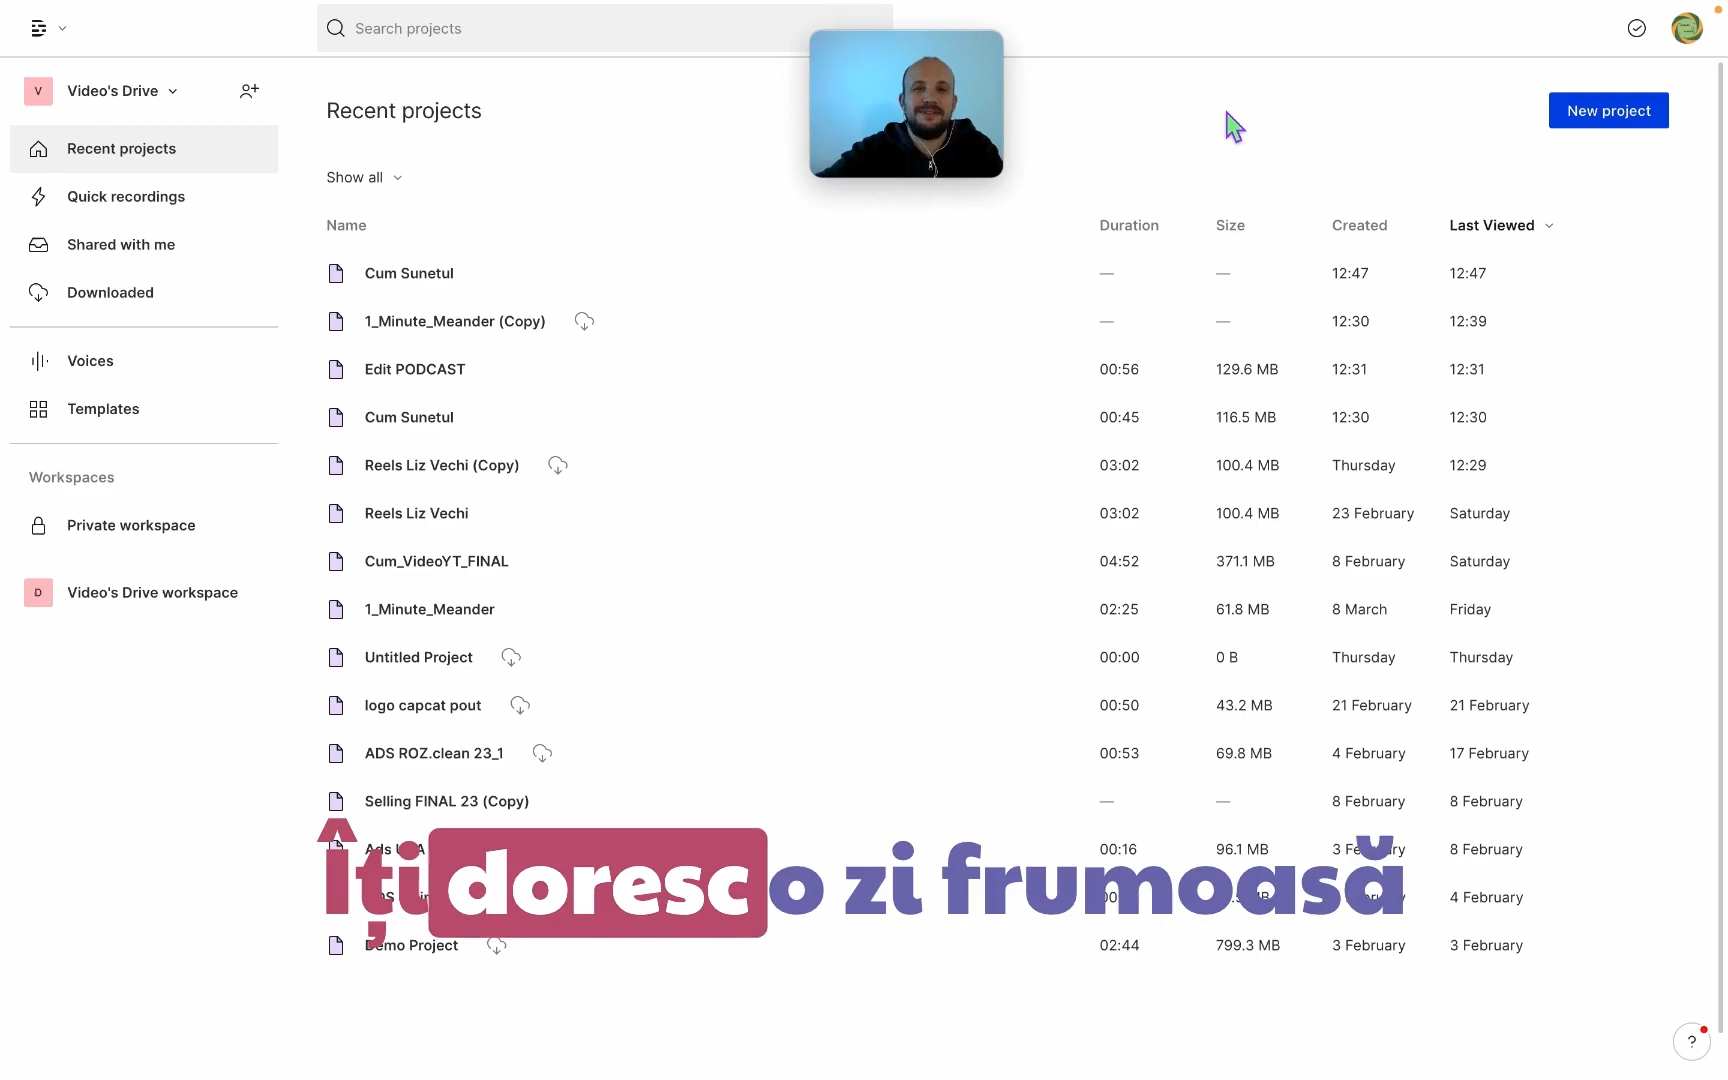 Search projects
V Video's Drive
Recent projects
Quick recordings
Shared with me
Downloaded
Voices
Templates
Workspaces
Private workspace
D Video's Drive workspace
Recent projects
New project
Show all
Name Duration Size Created Last Viewed
Cum Sunetul — — 12:47 12:47
1_Minute_Meander (Copy) — — 12:30 12:39
Edit PODCAST 00:56 129.6 MB 12:31 12:31
Cum Sunetul 00:45 116.5 MB 12:30 12:30
Reels Liz Vechi (Copy) 03:02 100.4 MB Thursday 12:29
Reels Liz Vechi 03:02 100.4 MB 23 February Saturday
Cum_VideoYT_FINAL 04:52 371.1 MB 8 February Saturday
1_Minute_Meander 02:25 61.8 MB 8 March Friday
Untitled Project 00:00 0 B Thursday Thursday
logo capcat pout 00:50 43.2 MB 21 February 21 February
ADS ROZ.clean 23_1 00:53 69.8 MB 4 February 17 February
Selling FINAL 23 (Copy) — — 8 February 8 February
Ads 00:16 96.1 MB 3 February 8 February
4 February
Îți doresc o zi frumoasă
Demo Project 02:44 799.3 MB 3 February 3 February
?